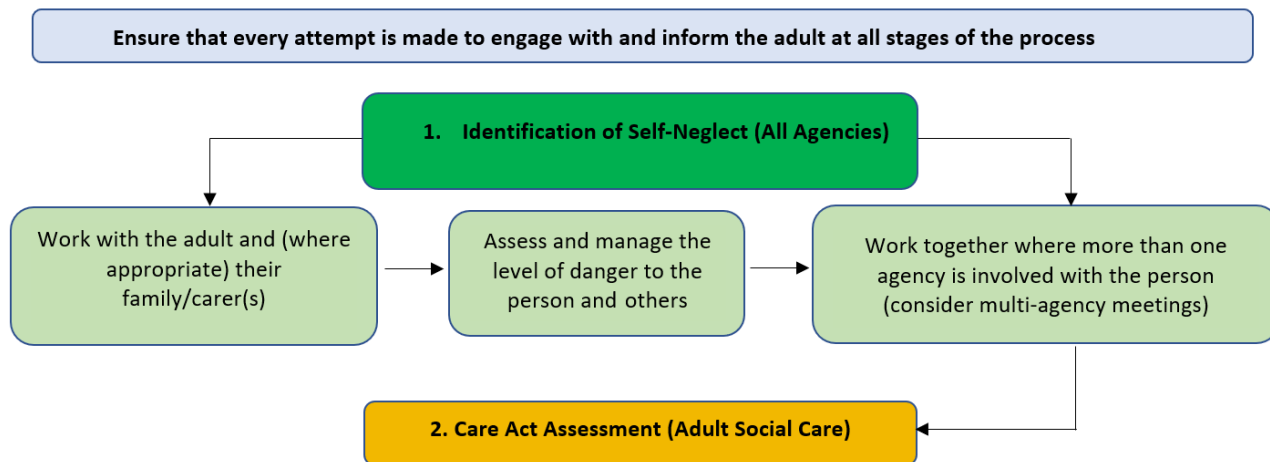 Ensure that every attempt is made to engage with and inform the adult at all stages of the process
1. Identification of Self-Neglect (All Agencies)
Work with the adult and (where
appropriate) their
family/carer(s)
Assess and manage the
level of danger to the
person and others
Work together where more than one
agency is involved with the person
(consider multi-agency meetings)
2. Care Act Assessment (Adult Social Care)